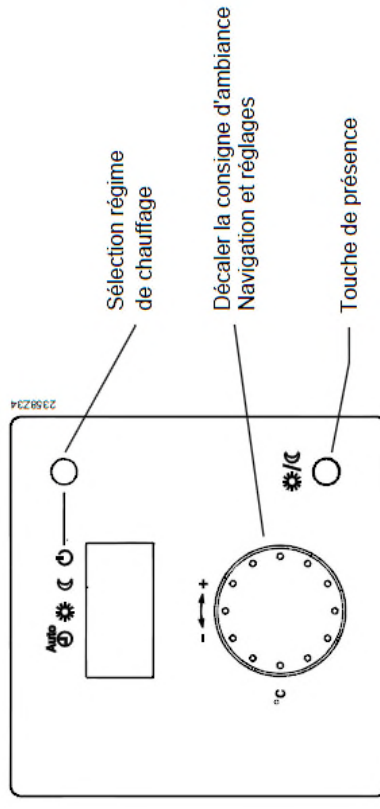 2358Z34
Auto
- +
°C
Sélection régime
de chauffage
Décaler la consigne d'ambiance
Navigation et réglages
Touche de présence